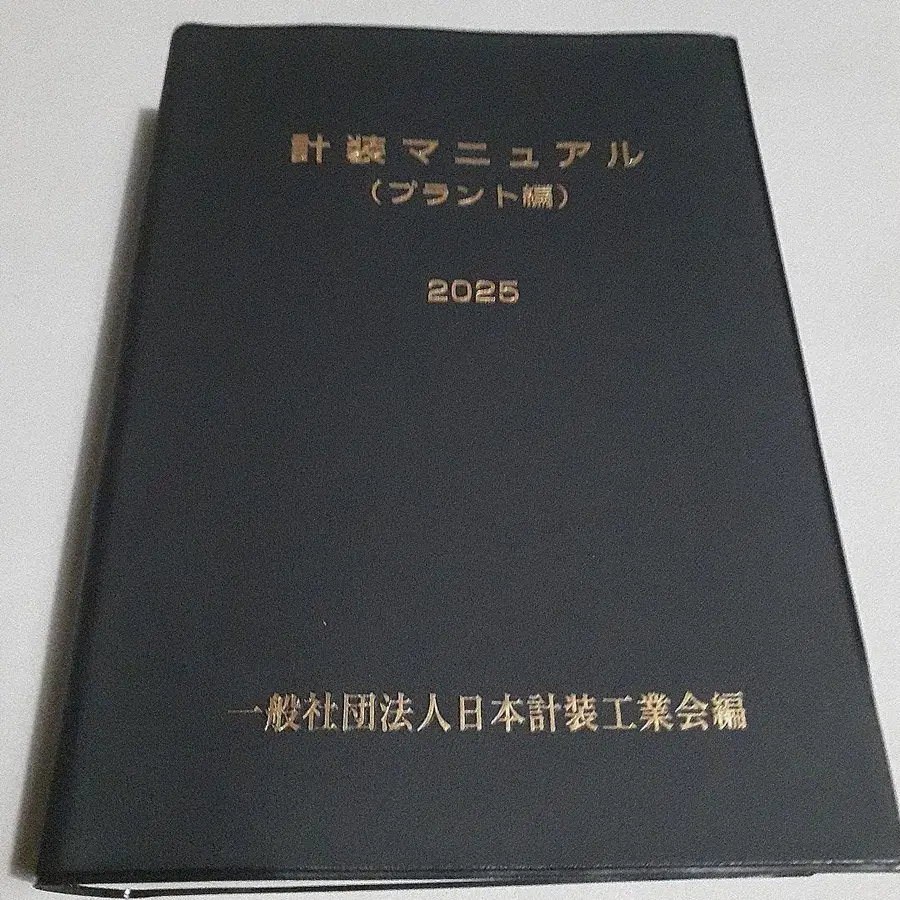 計装マニュアル
（プラント編）
2025
一般社団法人日本計装工業会編